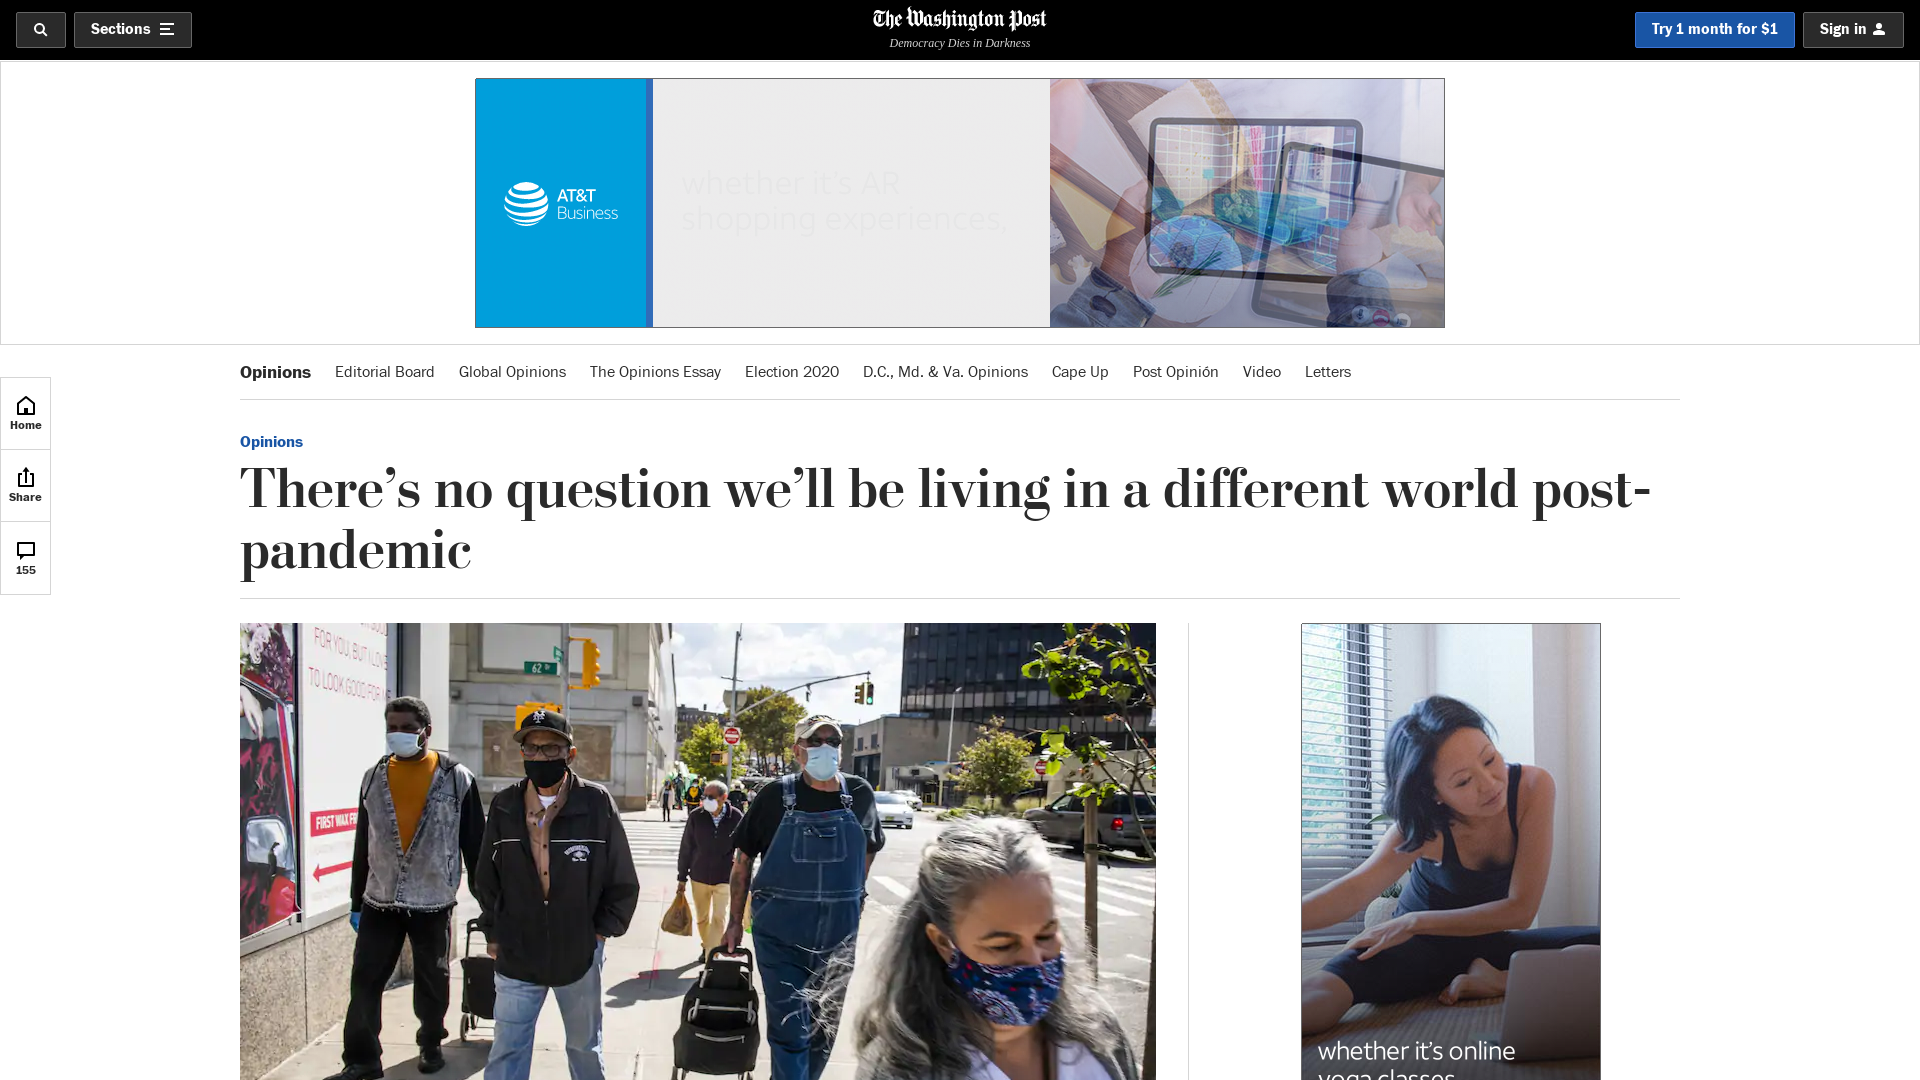 Sections
The Washington Post
Democracy Dies in Darkness
Try 1 month for $1
Sign in
AT&T
Business
whether it's AR
shopping experiences,
Opinions Editorial Board Global Opinions The Opinions Essay Election 2020 D.C., Md. & Va. Opinions Cape Up Post Opinión Video Letters
Home
Share
155
Opinions
There’s no question we’ll be living in a different world post-
pandemic
FOR YOU, BUT I LOVE
TO LOOK GOOD FOR ME
62
FIRST WAX FR
whether it's online
yoga classes